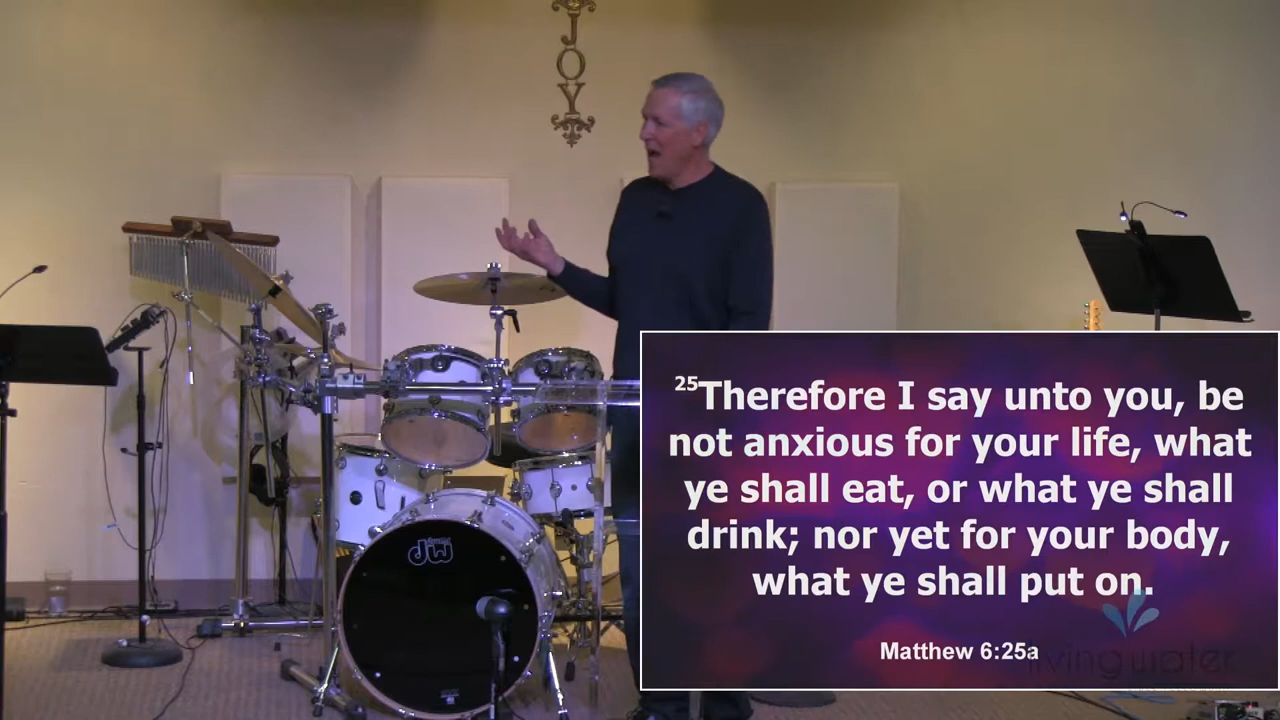 JOY
25Therefore I say unto you, be
not anxious for your life, what
ye shall eat, or what ye shall
drink; nor yet for your body,
what ye shall put on.
Matthew 6:25a
living water
dw